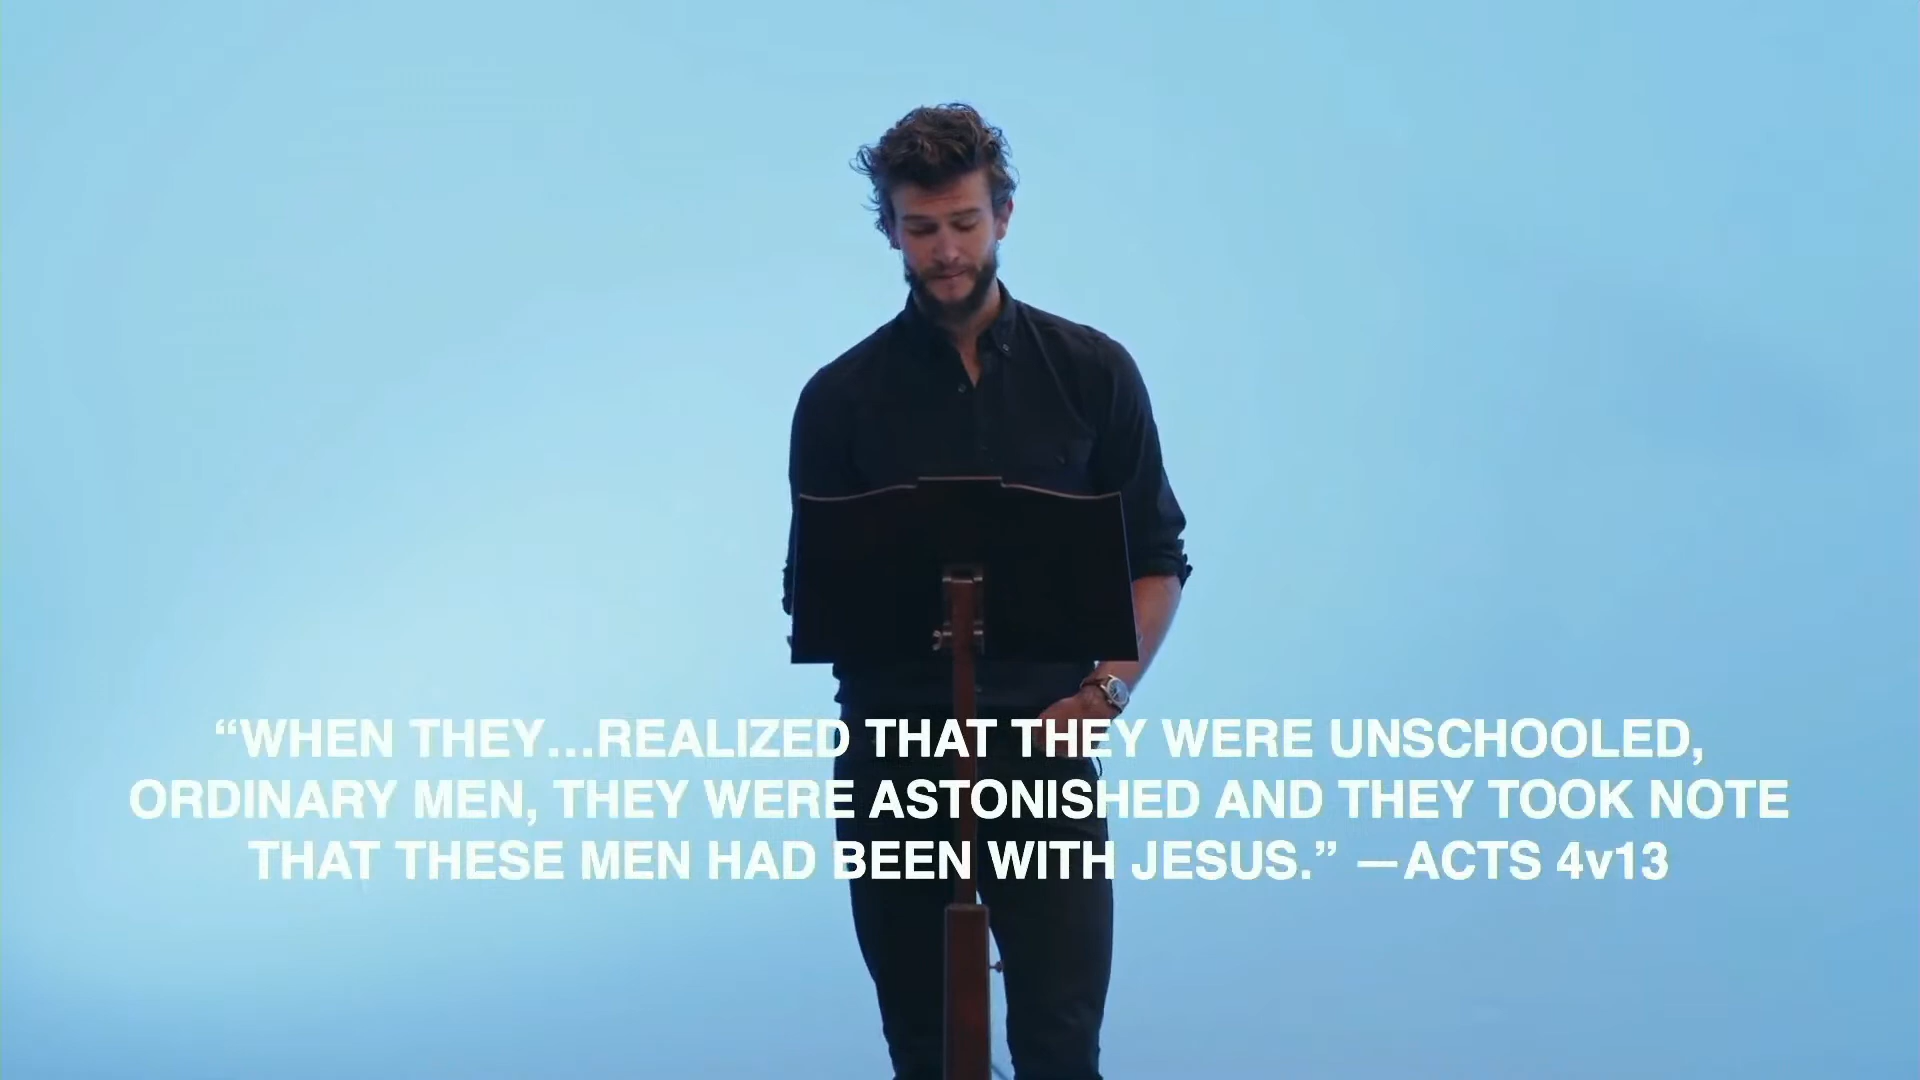 “WHEN THEY…REALIZED THAT THEY WERE UNSCHOOLED,
ORDINARY MEN, THEY WERE ASTONISHED AND THEY TOOK NOTE
THAT THESE MEN HAD BEEN WITH JESUS.” —ACTS 4v13